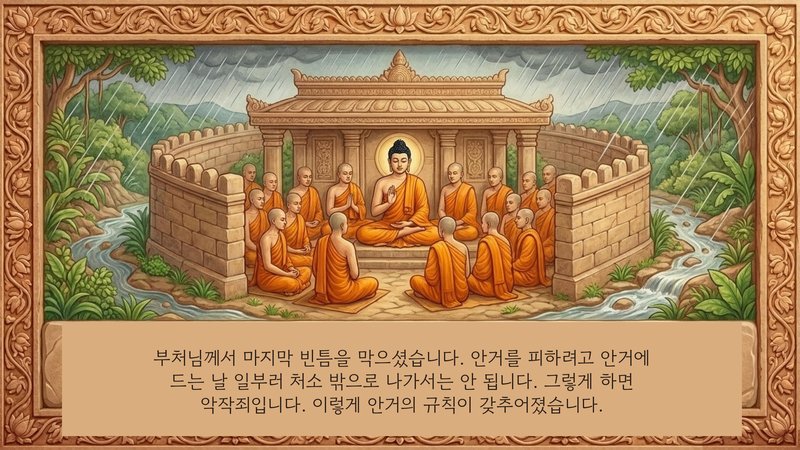 부처님께서 마지막 빈틈을 막으셨습니다. 안거를 피하려고 안거에
드는 날 일부러 처소 밖으로 나가서는 안 됩니다. 그렇게 하면
악작죄입니다. 이렇게 안거의 규칙이 갖추어졌습니다.